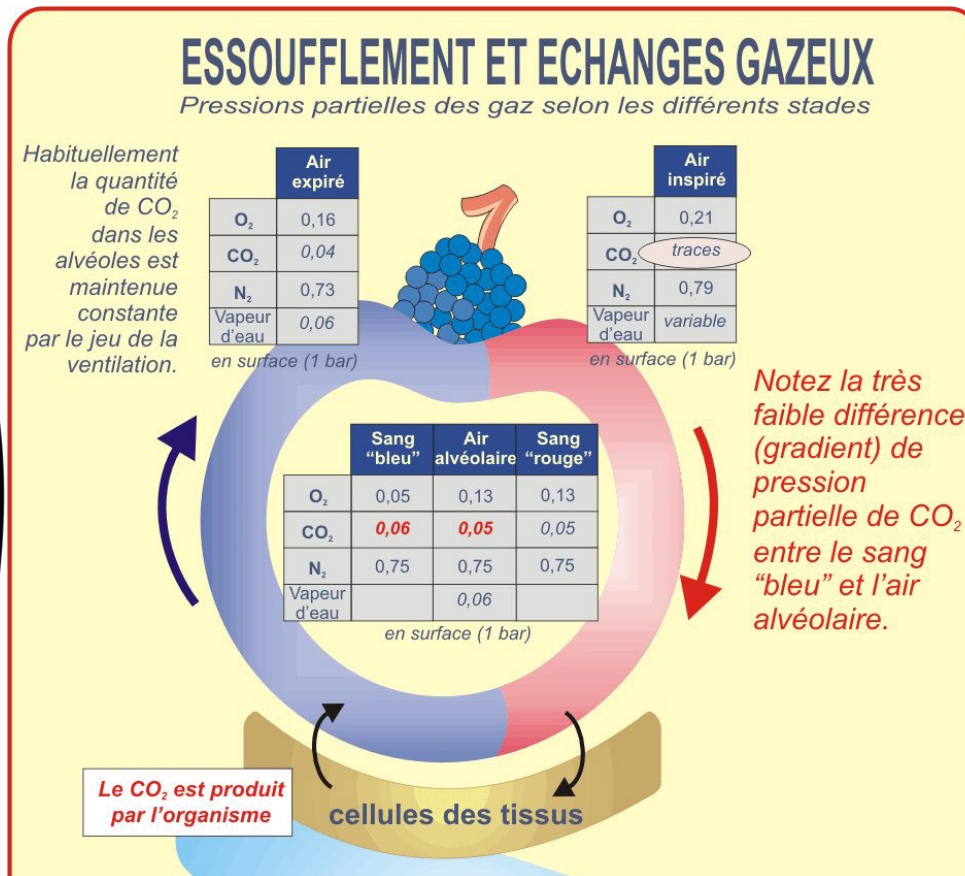 ESSOUFFLEMENT ET ECHANGES GAZEUX
Pressions partielles des gaz selon les différents stades
Habituellement
la quantité
de CO₂
dans les
alvéoles est
maintenue
constante
par le jeu de la
ventilation.
Air
expiré
O₂ 0,16
CO₂ 0,04
N₂ 0,73
Vapeur
d'eau 0,06
en surface (1 bar)
Air
inspiré
O₂ 0,21
CO₂ traces
N₂ 0,79
Vapeur
d'eau variable
en surface (1 bar)
Notez la très
faible différence
(gradient) de
pression
partielle de CO₂
entre le sang
"bleu" et l'air
alvéolaire.
Sang Air Sang
"bleu" alvéolaire "rouge"
O₂ 0,05 0,13 0,13
CO₂ 0,06 0,05 0,05
N₂ 0,75 0,75 0,75
Vapeur
d'eau 0,06
en surface (1 bar)
Le CO₂ est produit
par l'organisme
cellules des tissus